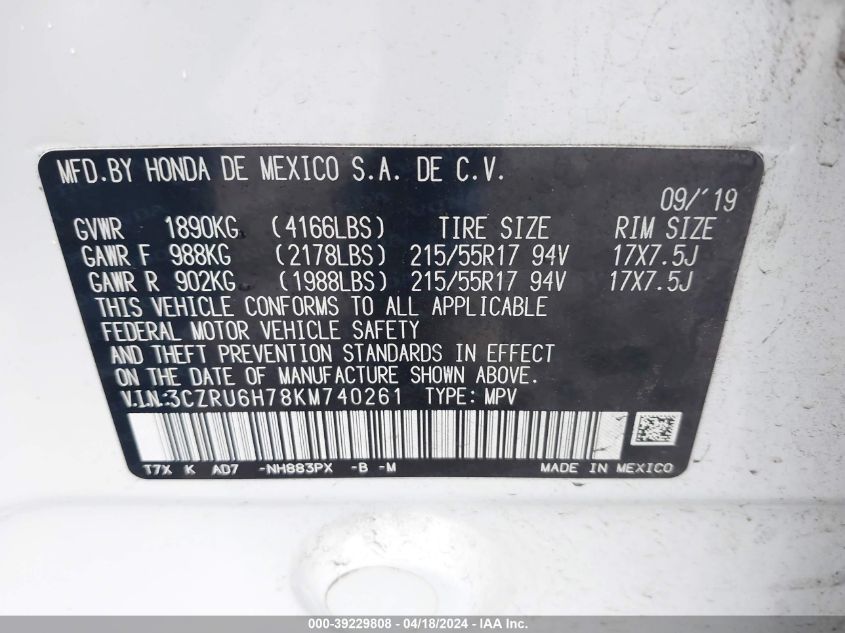 MFD.BY HONDA DE MEXICO S.A. DE C.V.
09/'19
GVWR 1890KG (4166LBS) TIRE SIZE RIM SIZE
GAWR F 988KG (2178LBS) 215/55R17 94V 17X7.5J
GAWR R 902KG (1988LBS) 215/55R17 94V 17X7.5J
THIS VEHICLE CONFORMS TO ALL APPLICABLE
FEDERAL MOTOR VEHICLE SAFETY
AND THEFT PREVENTION STANDARDS IN EFFECT
ON THE DATE OF MANUFACTURE SHOWN ABOVE.
V.I.N.:3CZRU6H78KM740261 TYPE: MPV
T7X K AD7 -NH883PX -B -M MADE IN MEXICO
000-39229808 - 04/18/2024 - IAA Inc.